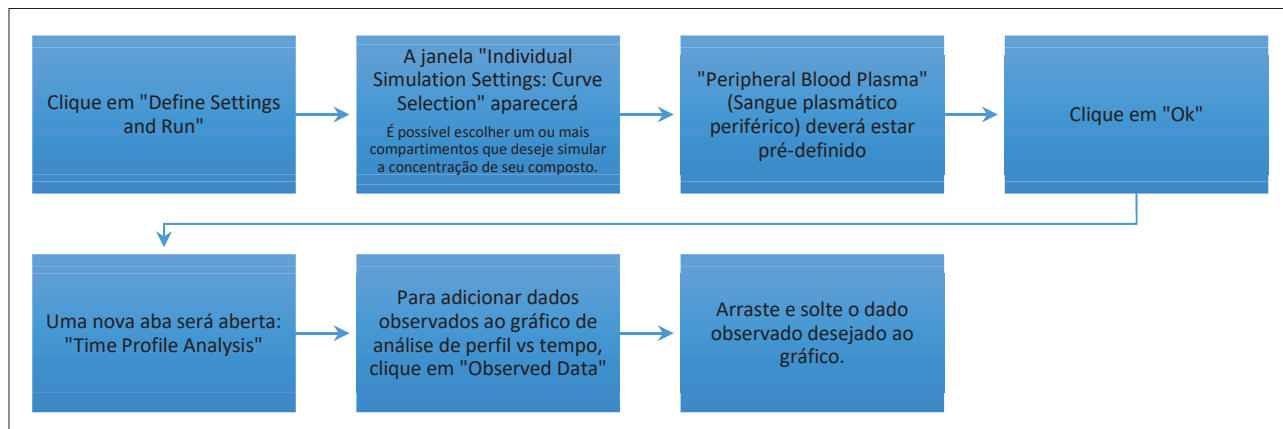 Clique em "Define Settings
and Run"
A janela "Individual
Simulation Settings: Curve
Selection" aparecerá
É possível escolher um ou mais
compartimentos que deseje simular
a concentração de seu composto.
"Peripheral Blood Plasma"
(Sangue plasmático
periférico) deverá estar
pré-definido
Clique em "Ok"
Uma nova aba será aberta:
"Time Profile Analysis"
Para adicionar dados
observados ao gráfico de
análise de perfil vs tempo,
clique em "Observed Data"
Arraste e solte o dado
observado desejado ao
gráfico.